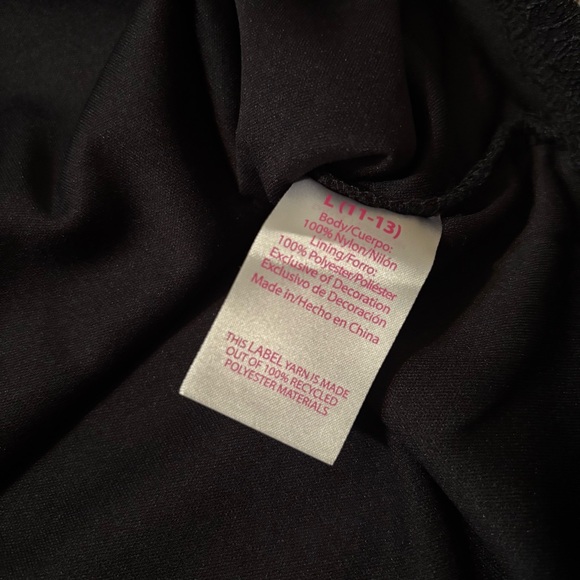 L (11-13)
Body/Cuerpo:
100% Nylon/Nilón
Lining/Forro:
100% Polyester/Poliéster
Exclusive of Decoration
Exclusivo de Decoración
Made in/Hecho en China
THIS LABEL YARN IS MADE
OUT OF 100% RECYCLED
POLYESTER MATERIALS